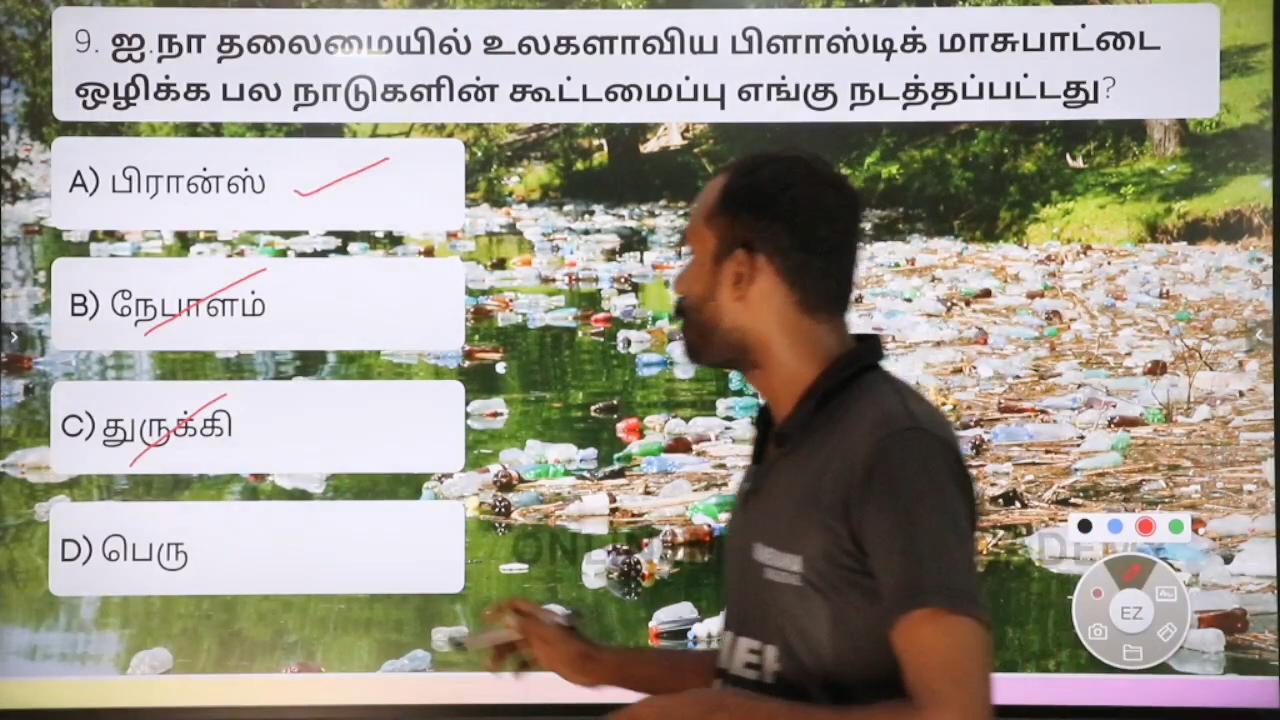 9. ஐ.நா தலைமையில் உலகளாவிய பிளாஸ்டிக் மாசுபாட்டை
ஒழிக்க பல நாடுகளின் கூட்டமைப்பு எங்கு நடத்தப்பட்டது?
A) பிரான்ஸ்
B) நேபாளம்
C) துருக்கி
D) பெரு
EZ